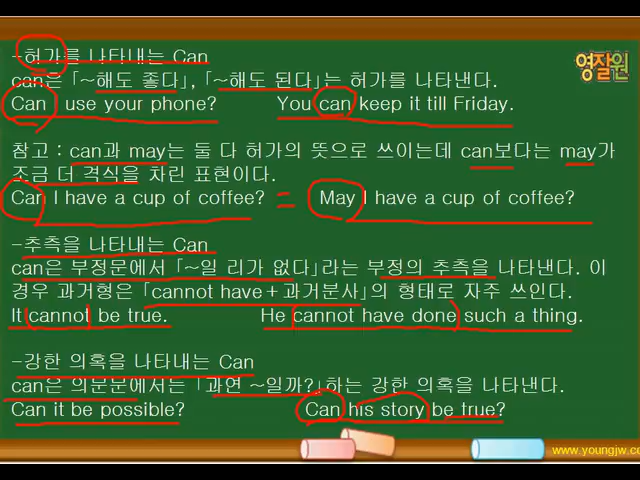 -허가를 나타내는 Can
can은 「~해도 좋다」, 「~해도 된다」는 허가를 나타낸다.
Can I use your phone? You can keep it till Friday.
참고 : can과 may는 둘 다 허가의 뜻으로 쓰이는데 can보다는 may가
조금 더 격식을 차린 표현이다.
Can I have a cup of coffee? = May I have a cup of coffee?
-추측을 나타내는 Can
can은 부정문에서 「~일 리가 없다」라는 부정의 추측을 나타낸다. 이
경우 과거형은 「cannot have + 과거분사」의 형태로 자주 쓰인다.
It cannot be true. He cannot have done such a thing.
-강한 의혹을 나타내는 Can
can은 의문문에서는 「과연 ~일까?」하는 강한 의혹을 나타낸다.
Can it be possible? Can his story be true?
영잘원
www.youngjw.co